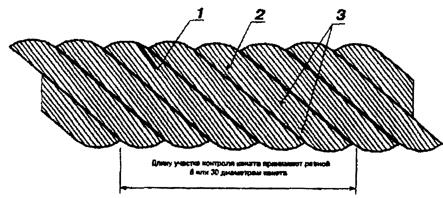 1 2 3
Длину участка контроля каната принимают равной
6 или 30 диаметрам каната